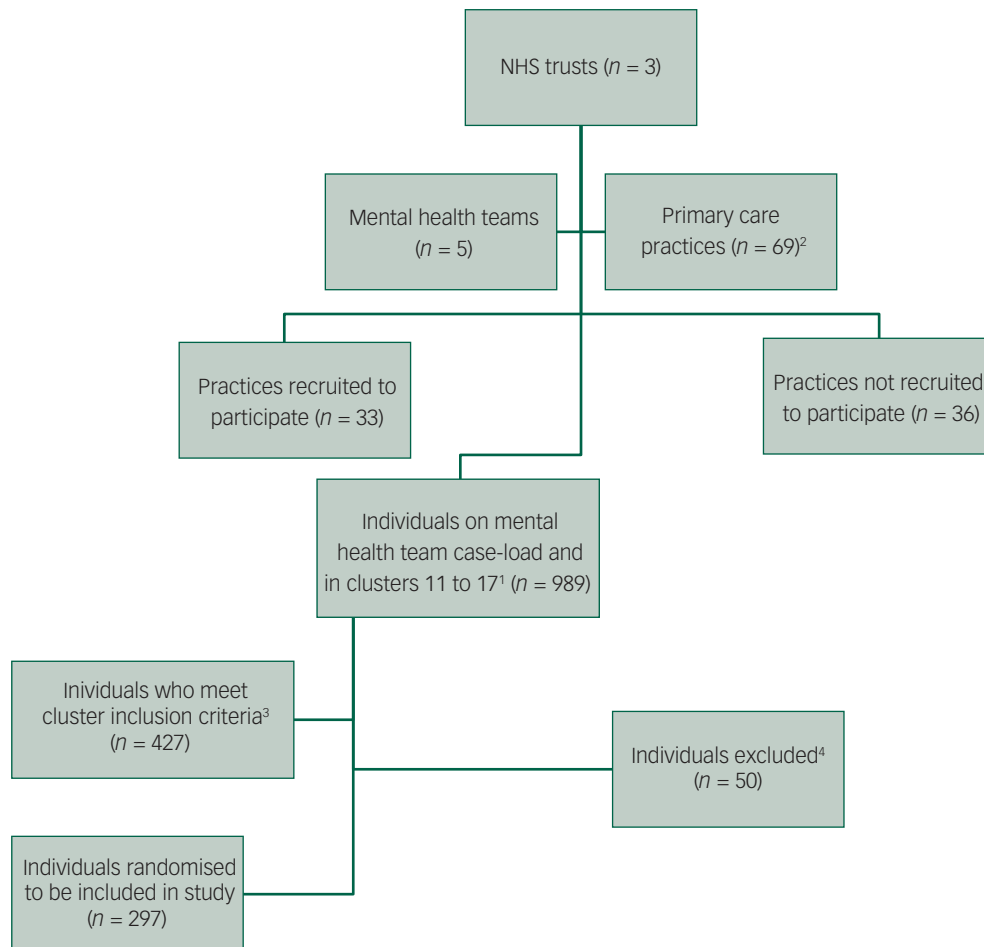 NHS trusts (n = 3)
Mental health teams
(n = 5)
Primary care
practices (n = 69)²
Practices recruited to
participate (n = 33)
Practices not recruited
to participate (n = 36)
Individuals on mental
health team case-load and
in clusters 11 to 17¹ (n = 989)
Inividuals who meet
cluster inclusion criteria³
(n = 427)
Individuals excluded⁴
(n = 50)
Individuals randomised
to be included in study
(n = 297)